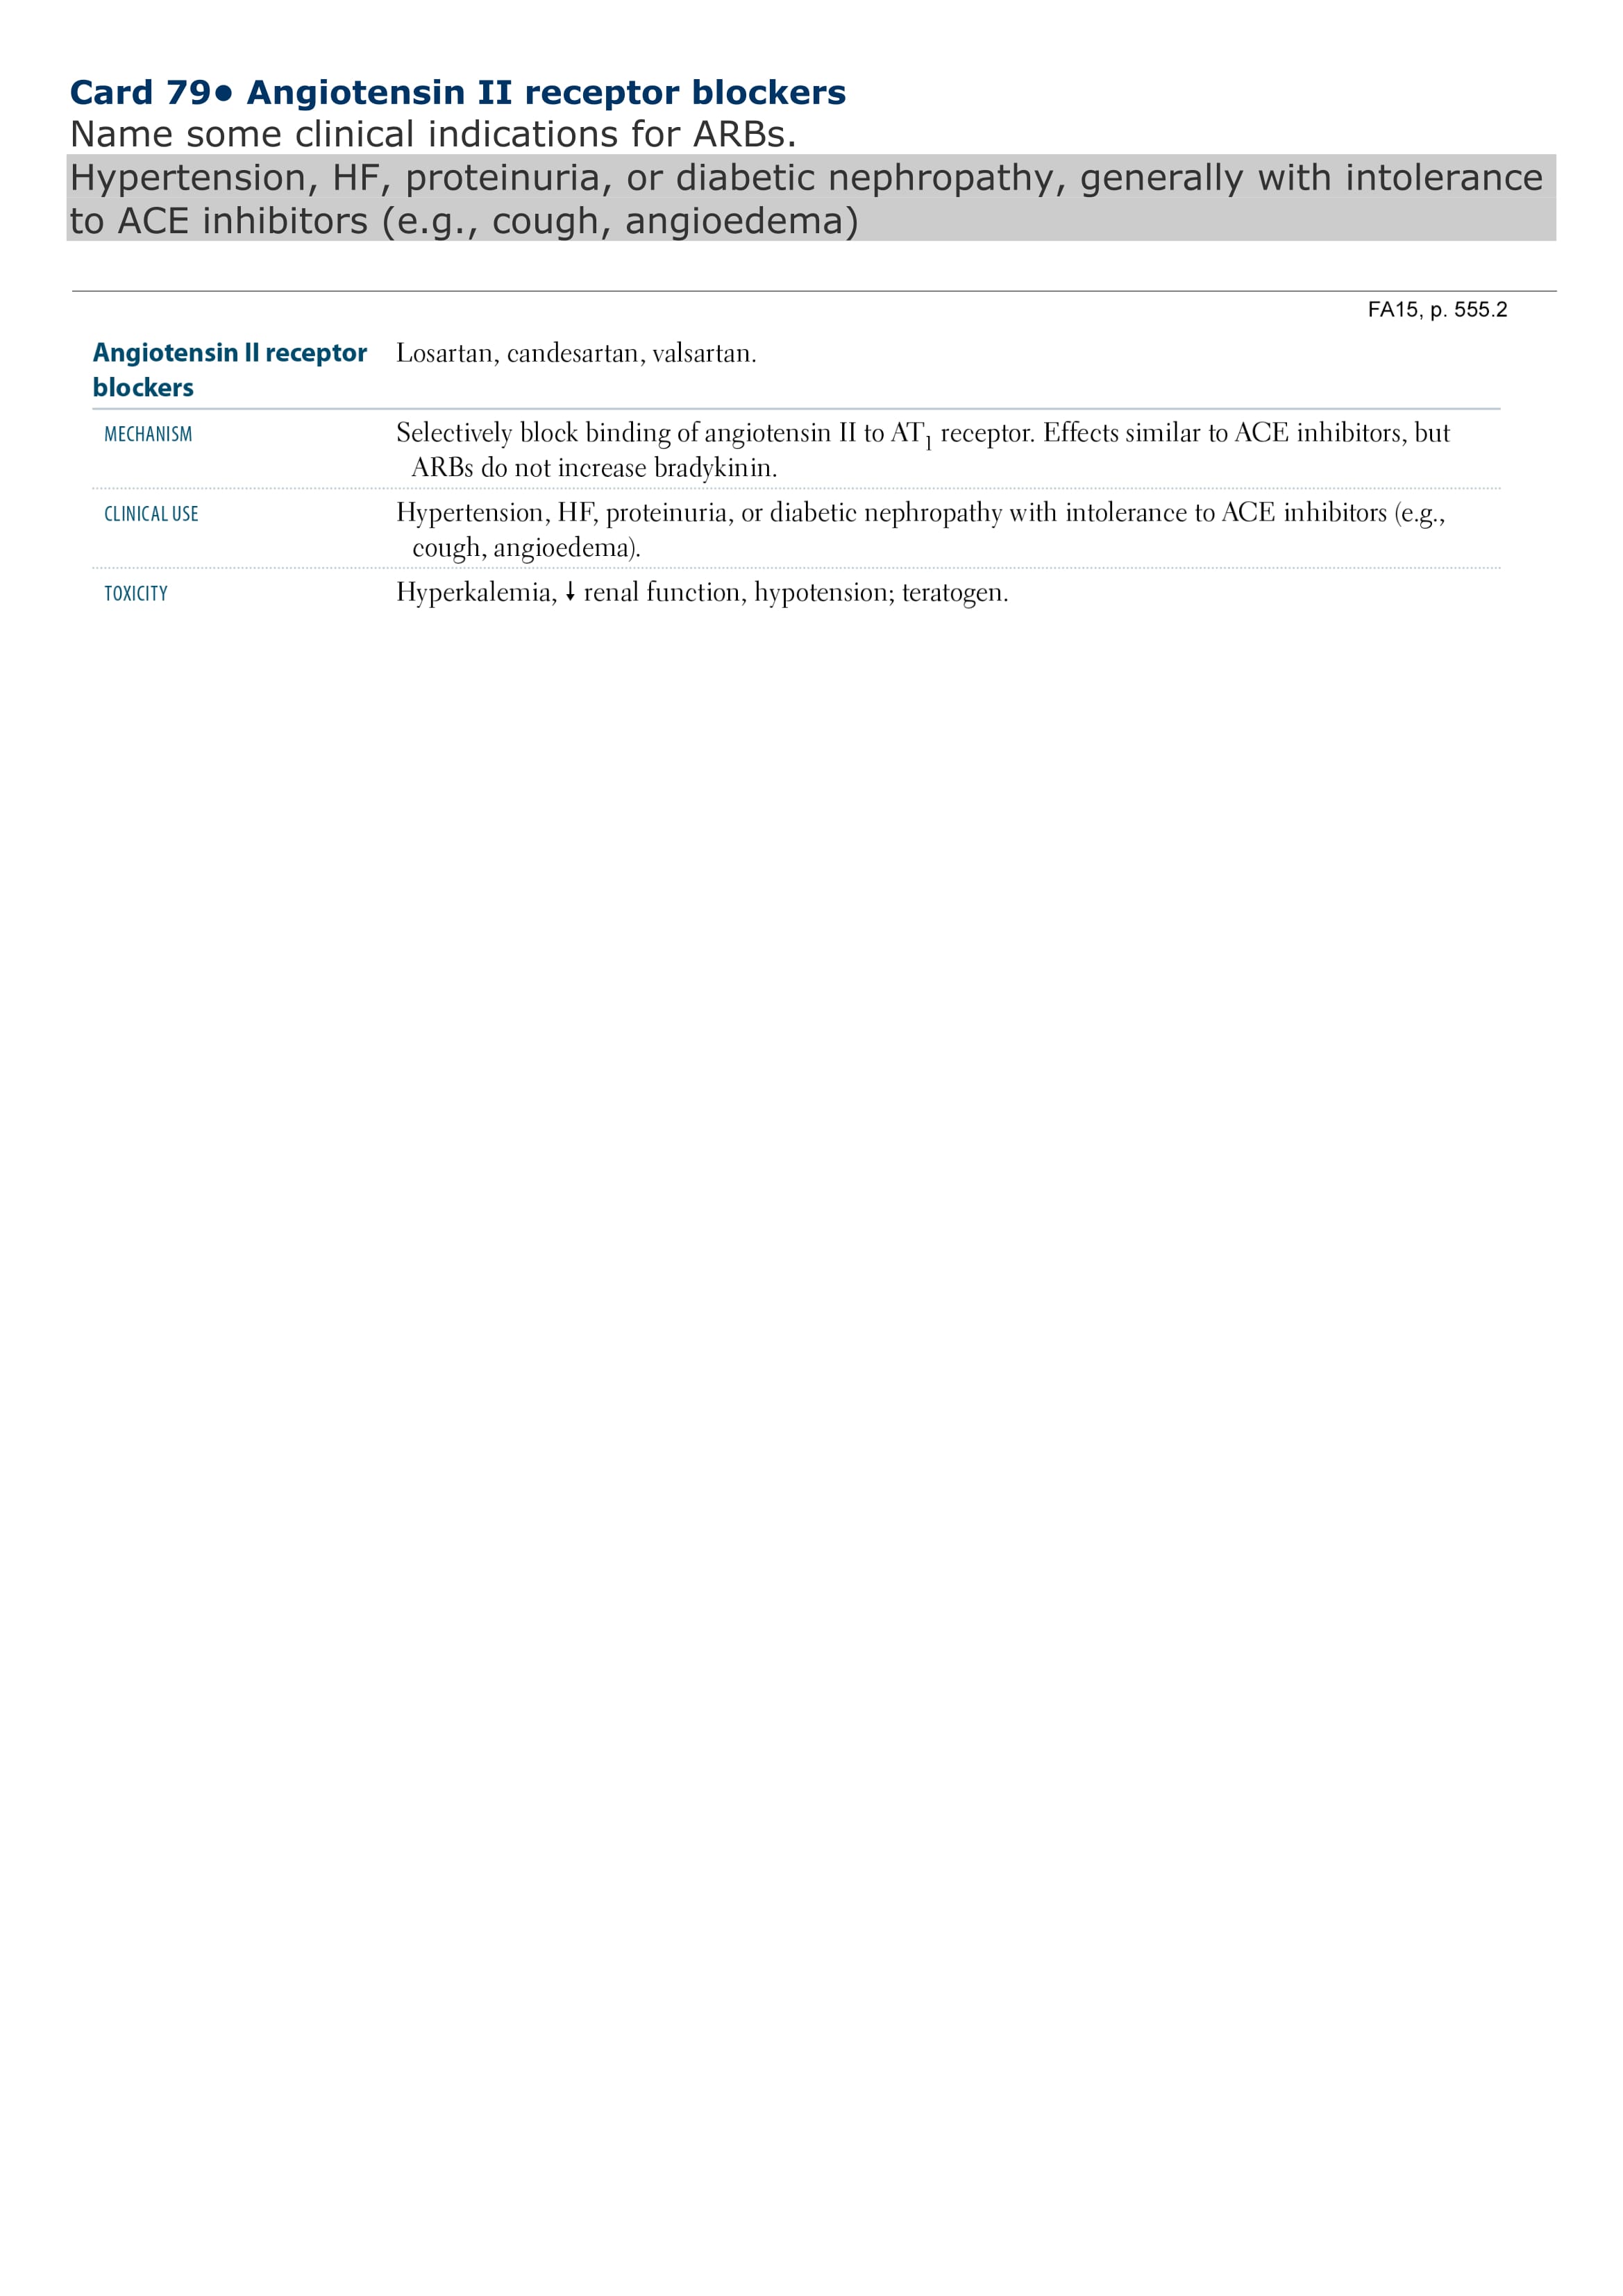 Card 79● Angiotensin II receptor blockers
Name some clinical indications for ARBs.
Hypertension, HF, proteinuria, or diabetic nephropathy, generally with intolerance
to ACE inhibitors (e.g., cough, angioedema)
FA15, p. 555.2
Angiotensin II receptor
blockers
Losartan, candesartan, valsartan.
MECHANISM
Selectively block binding of angiotensin II to AT1 receptor. Effects similar to ACE inhibitors, but
ARBs do not increase bradykinin.
CLINICAL USE
Hypertension, HF, proteinuria, or diabetic nephropathy with intolerance to ACE inhibitors (e.g.,
cough, angioedema).
TOXICITY
Hyperkalemia, ↓ renal function, hypotension; teratogen.